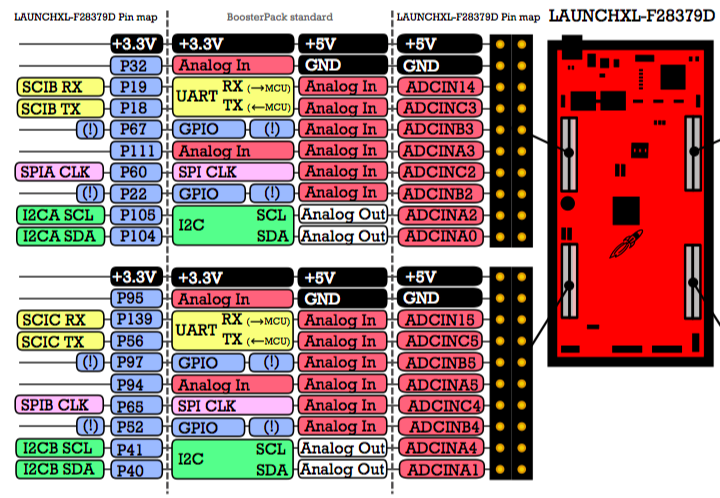 LAUNCHXL-F28379D Pin map BoosterPack standard LAUNCHXL-F28379D Pin map LAUNCHXL-F28379D
+3.3V +3.3V +5V +5V
P32 Analog In GND GND
SCIB RX P19 UART RX (→MCU) Analog In ADCIN14
SCIB TX P18 TX (←MCU) Analog In ADCINC3
(!) P67 GPIO (!) Analog In ADCINB3
P111 Analog In Analog In ADCINA3
SPIA CLK P60 SPI CLK Analog In ADCINC2
(!) P22 GPIO (!) Analog In ADCINB2
I2CA SCL P105 I2C SCL Analog Out ADCINA2
I2CA SDA P104 SDA Analog Out ADCINA0
+3.3V +3.3V +5V +5V
P95 Analog In GND GND
SCIC RX P139 UART RX (→MCU) Analog In ADCIN15
SCIC TX P56 TX (←MCU) Analog In ADCINC5
(!) P97 GPIO (!) Analog In ADCINB5
P94 Analog In Analog In ADCINA5
SPIB CLK P65 SPI CLK Analog In ADCINC4
(!) P52 GPIO (!) Analog In ADCINB4
I2CB SCL P41 I2C SCL Analog Out ADCINA4
I2CB SDA P40 SDA Analog Out ADCINA1